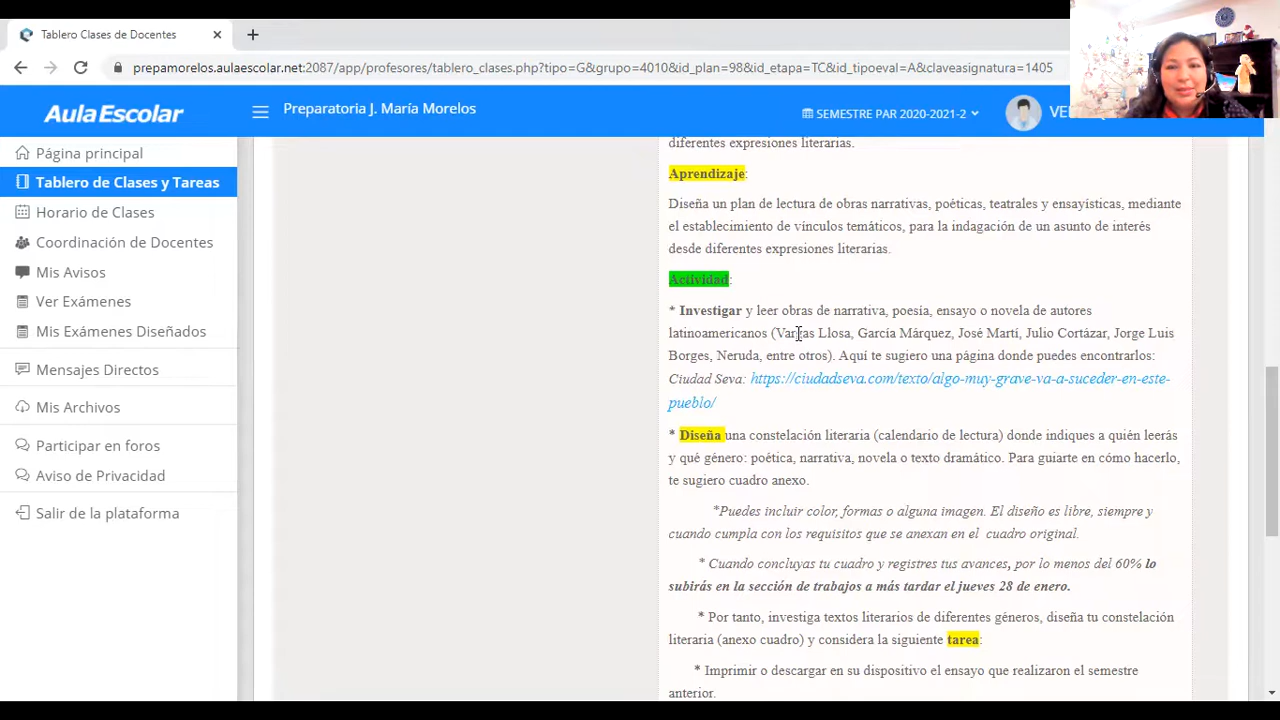 Tablero Clases de Docentes
prepamorelos.aulaescolar.net:2087/app/profesores/tablero_clases.php?tipo=G&grupo=4010&id_plan=98&id_etapa=TC&id_tipoeval=A&claveasignatura=1405
AulaEscolar
Preparatoria J. María Morelos
SEMESTRE PAR 2020-2021-2
Página principal
Tablero de Clases y Tareas
Horario de Clases
Coordinación de Docentes
Mis Avisos
Ver Exámenes
Mis Exámenes Diseñados
Mensajes Directos
Mis Archivos
Participar en foros
Aviso de Privacidad
Salir de la plataforma
diferentes expresiones literarias.
Aprendizaje:
Diseña un plan de lectura de obras narrativas, poéticas, teatrales y ensayísticas, mediante
el establecimiento de vínculos temáticos, para la indagación de un asunto de interés
desde diferentes expresiones literarias.
Actividad:
* Investigar y leer obras de narrativa, poesía, ensayo o novela de autores
latinoamericanos (Vargas Llosa, García Márquez, José Martí, Julio Cortázar, Jorge Luis
Borges, Neruda, entre otros). Aquí te sugiero una página donde puedes encontrarlos:
Ciudad Seva: https://ciudadseva.com/texto/algo-muy-grave-va-a-suceder-en-este-
pueblo/
* Diseña una constelación literaria (calendario de lectura) donde indiques a quién leerás
y qué género: poética, narrativa, novela o texto dramático. Para guiarte en cómo hacerlo,
te sugiero cuadro anexo.
*Puedes incluir color, formas o alguna imagen. El diseño es libre, siempre y
cuando cumpla con los requisitos que se anexan en el cuadro original.
* Cuando concluyas tu cuadro y registres tus avances, por lo menos del 60% lo
subirás en la sección de trabajos a más tardar el jueves 28 de enero.
* Por tanto, investiga textos literarios de diferentes géneros, diseña tu constelación
literaria (anexo cuadro) y considera la siguiente tarea:
* Imprimir o descargar en su dispositivo el ensayo que realizaron el semestre
anterior.